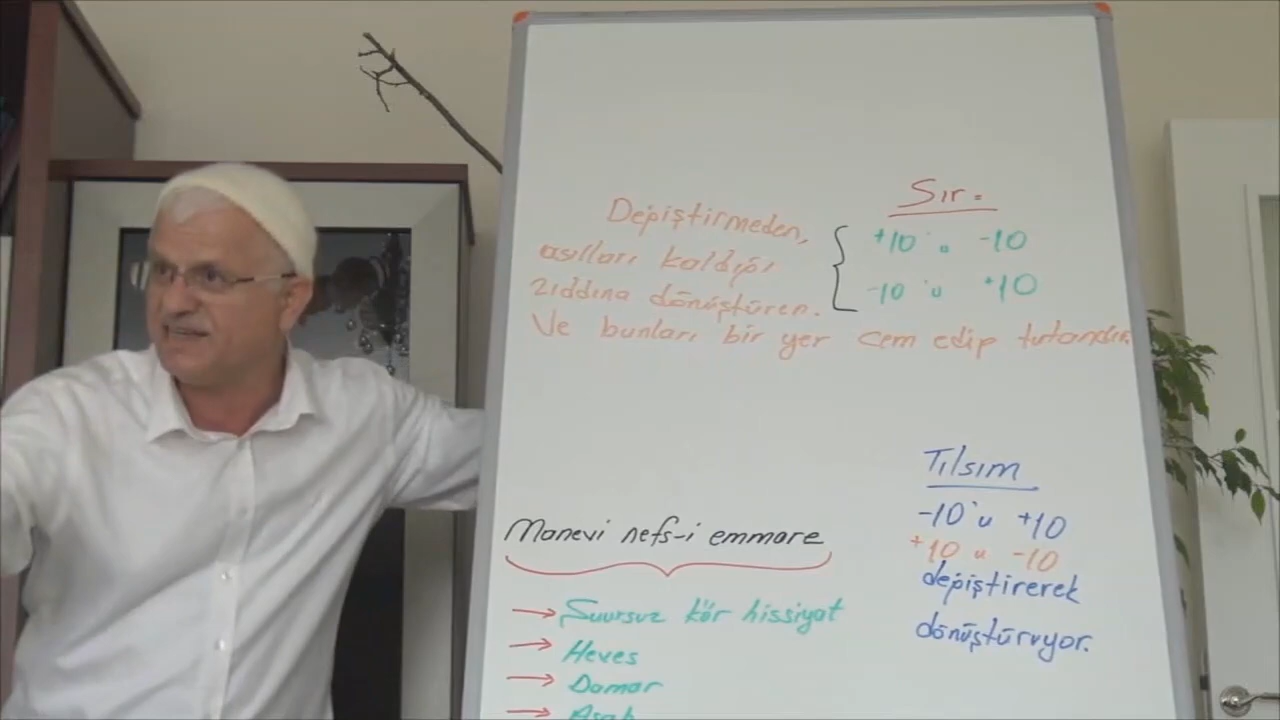 Sır.
Değiştirmeden,
asılları kaldığı
zıddına dönüştüren.
+10'u -10
-10'u +10
Ve bunları bir yer cem edip tutandır.
Tılsım
-10'u +10
+10 u -10
değiştirerek
dönüştürüyor.
Manevi nefs-i emmare
→ Şuursuz kör hissiyat
→ Heves
→ Damar
→ Asab